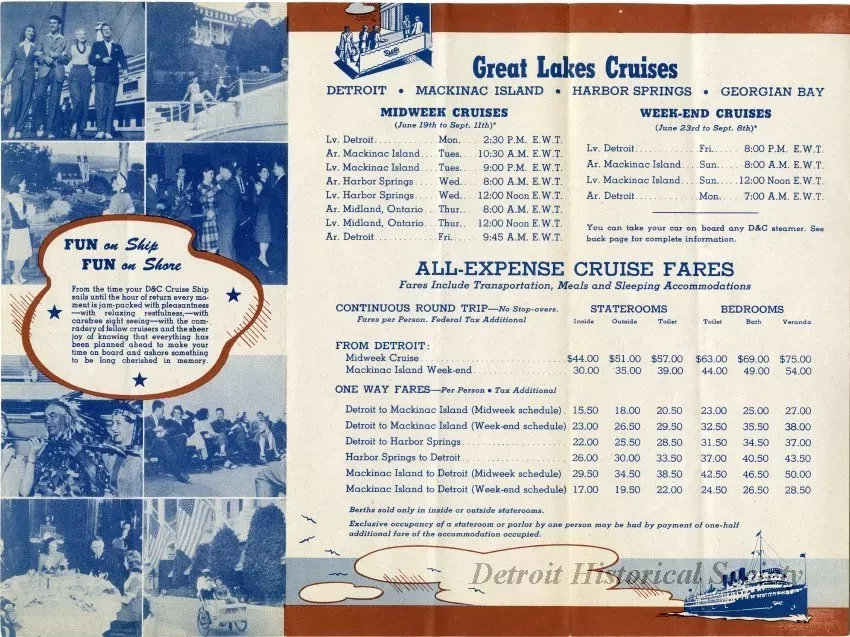 Great Lakes Cruises
DETROIT • MACKINAC ISLAND • HARBOR SPRINGS • GEORGIAN BAY
MIDWEEK CRUISES
(June 19th to Sept. 11th)*
Lv. Detroit............Mon. .... 2:30 P.M. E.W.T.
Ar. Mackinac Island....Tues....10:30 A.M. E.W.T.
Lv. Mackinac Island....Tues.... 9:00 P.M. E.W.T.
Ar. Harbor Springs.....Wed.... 8:00 A.M. E.W.T.
Lv. Harbor Springs.....Wed....12:00 Noon E.W.T.
Ar. Midland, Ontario...Thur.... 8:00 A.M. E.W.T.
Lv. Midland, Ontario...Thur...12:00 Noon E.W.T.
Ar. Detroit............Fri...... 9:45 A.M. E.W.T.
WEEK-END CRUISES
(June 23rd to Sept. 8th)*
Lv. Detroit............Fri...... 8:00 P.M. E.W.T.
Ar. Mackinac Island....Sun..... 8:00 A.M. E.W.T.
Lv. Mackinac Island....Sun.....12:00 Noon E.W.T.
Ar. Detroit............Mon..... 7:00 A.M. E.W.T.
You can take your car on board any D&C steamer. See
back page for complete information.
FUN on Ship
FUN on Shore
From the time your D&C Cruise Ship
sails until the hour of return every mo-
ment is jam-packed with pleasantness
—with relaxing restfulness,—with
carefree sight seeing—with the com-
radery of fellow cruisers and the sheer
joy of knowing that everything has
been planned ahead to make your
time on board and ashore something
to be long cherished in memory.
ALL-EXPENSE CRUISE FARES
Fares Include Transportation, Meals and Sleeping Accommodations
CONTINUOUS ROUND TRIP—No Stop-overs. STATEROOMS BEDROOMS
Fares per Person. Federal Tax Additional Inside Outside Toilet Toilet Bath Veranda
FROM DETROIT:
Midweek Cruise............ $44.00 $51.00 $57.00 $63.00 $69.00 $75.00
Mackinac Island Week-end............ 30.00 35.00 39.00 44.00 49.00 54.00
ONE WAY FARES—Per Person • Tax Additional
Detroit to Mackinac Island (Midweek schedule). 15.50 18.00 20.50 23.00 25.00 27.00
Detroit to Mackinac Island (Week-end schedule) 23.00 26.50 29.50 32.50 35.50 38.00
Detroit to Harbor Springs............ 22.00 25.50 28.50 31.50 34.50 37.00
Harbor Springs to Detroit............ 26.00 30.00 33.50 37.00 40.50 43.50
Mackinac Island to Detroit (Midweek schedule) 29.50 34.50 38.50 42.50 46.50 50.00
Mackinac Island to Detroit (Week-end schedule) 17.00 19.50 22.00 24.50 26.50 28.50
Berths sold only in inside or outside staterooms.
Exclusive occupancy of a stateroom or parlor by one person may be had by payment of one-half
additional fare of the accommodation occupied.
Detroit Historical Society